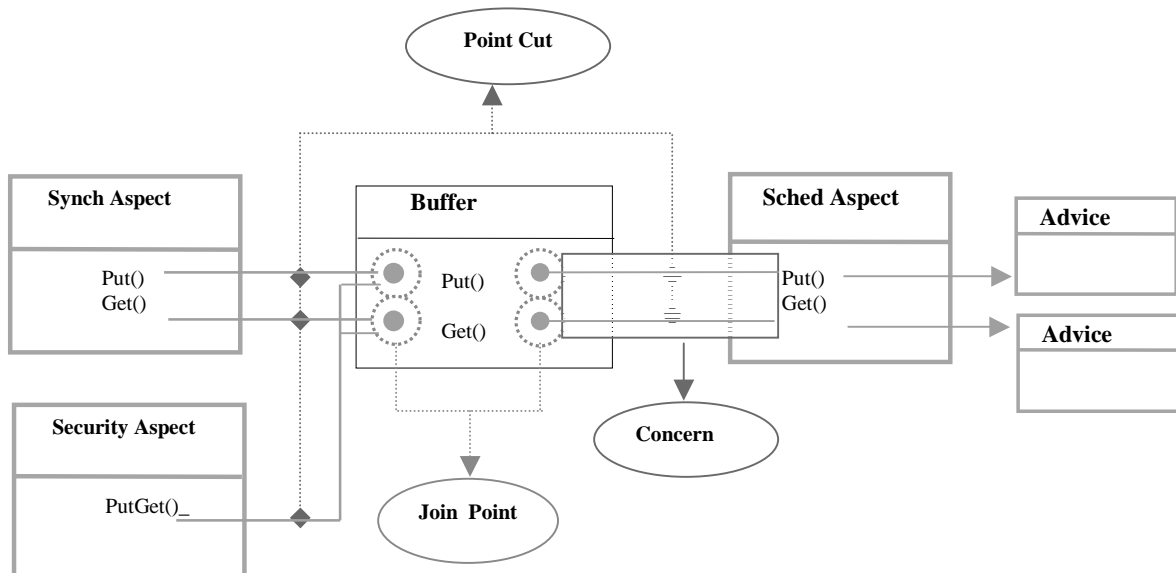 Point Cut
Synch Aspect
Put()
Get()
Buffer
Put()
Get()
Sched Aspect
Put()
Get()
Advice
Advice
Security Aspect
PutGet()_
Concern
Join Point